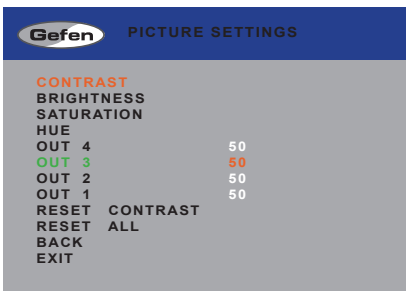 Gefen PICTURE SETTINGS
CONTRAST
BRIGHTNESS
SATURATION
HUE
OUT 4 50
OUT 3 50
OUT 2 50
OUT 1 50
RESET CONTRAST
RESET ALL
BACK
EXIT